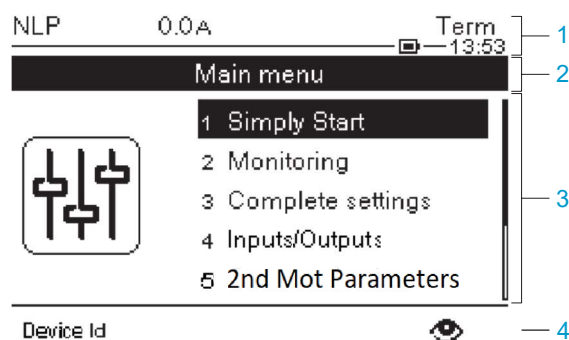 NLP 0.0A Term 1
13:53
Main menu 2
1 Simply Start
2 Monitoring
3 Complete settings 3
4 Inputs/Outputs
5 2nd Mot Parameters
Device Id 4